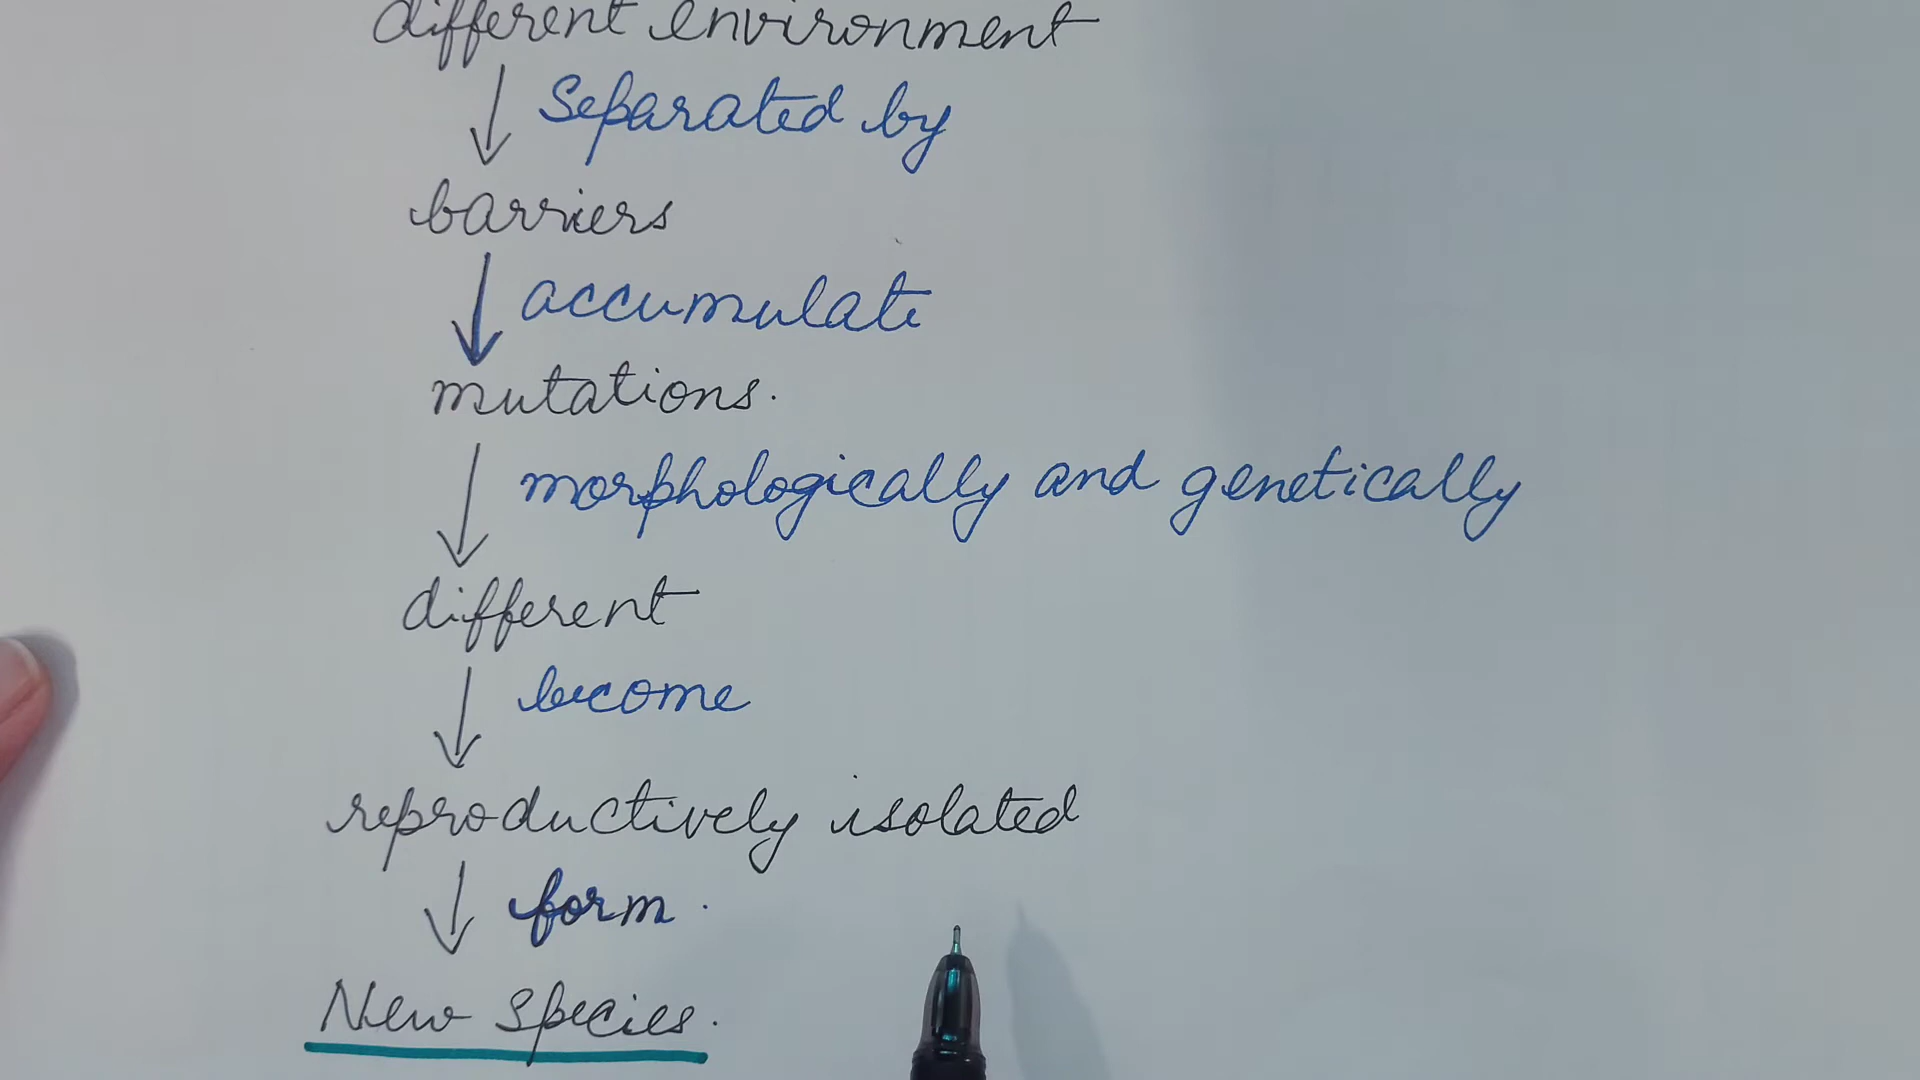 different environment
Separated by
barriers
accumulate
mutations.
morphologically and genetically
different
become
reproductively isolated
form.
New Species.